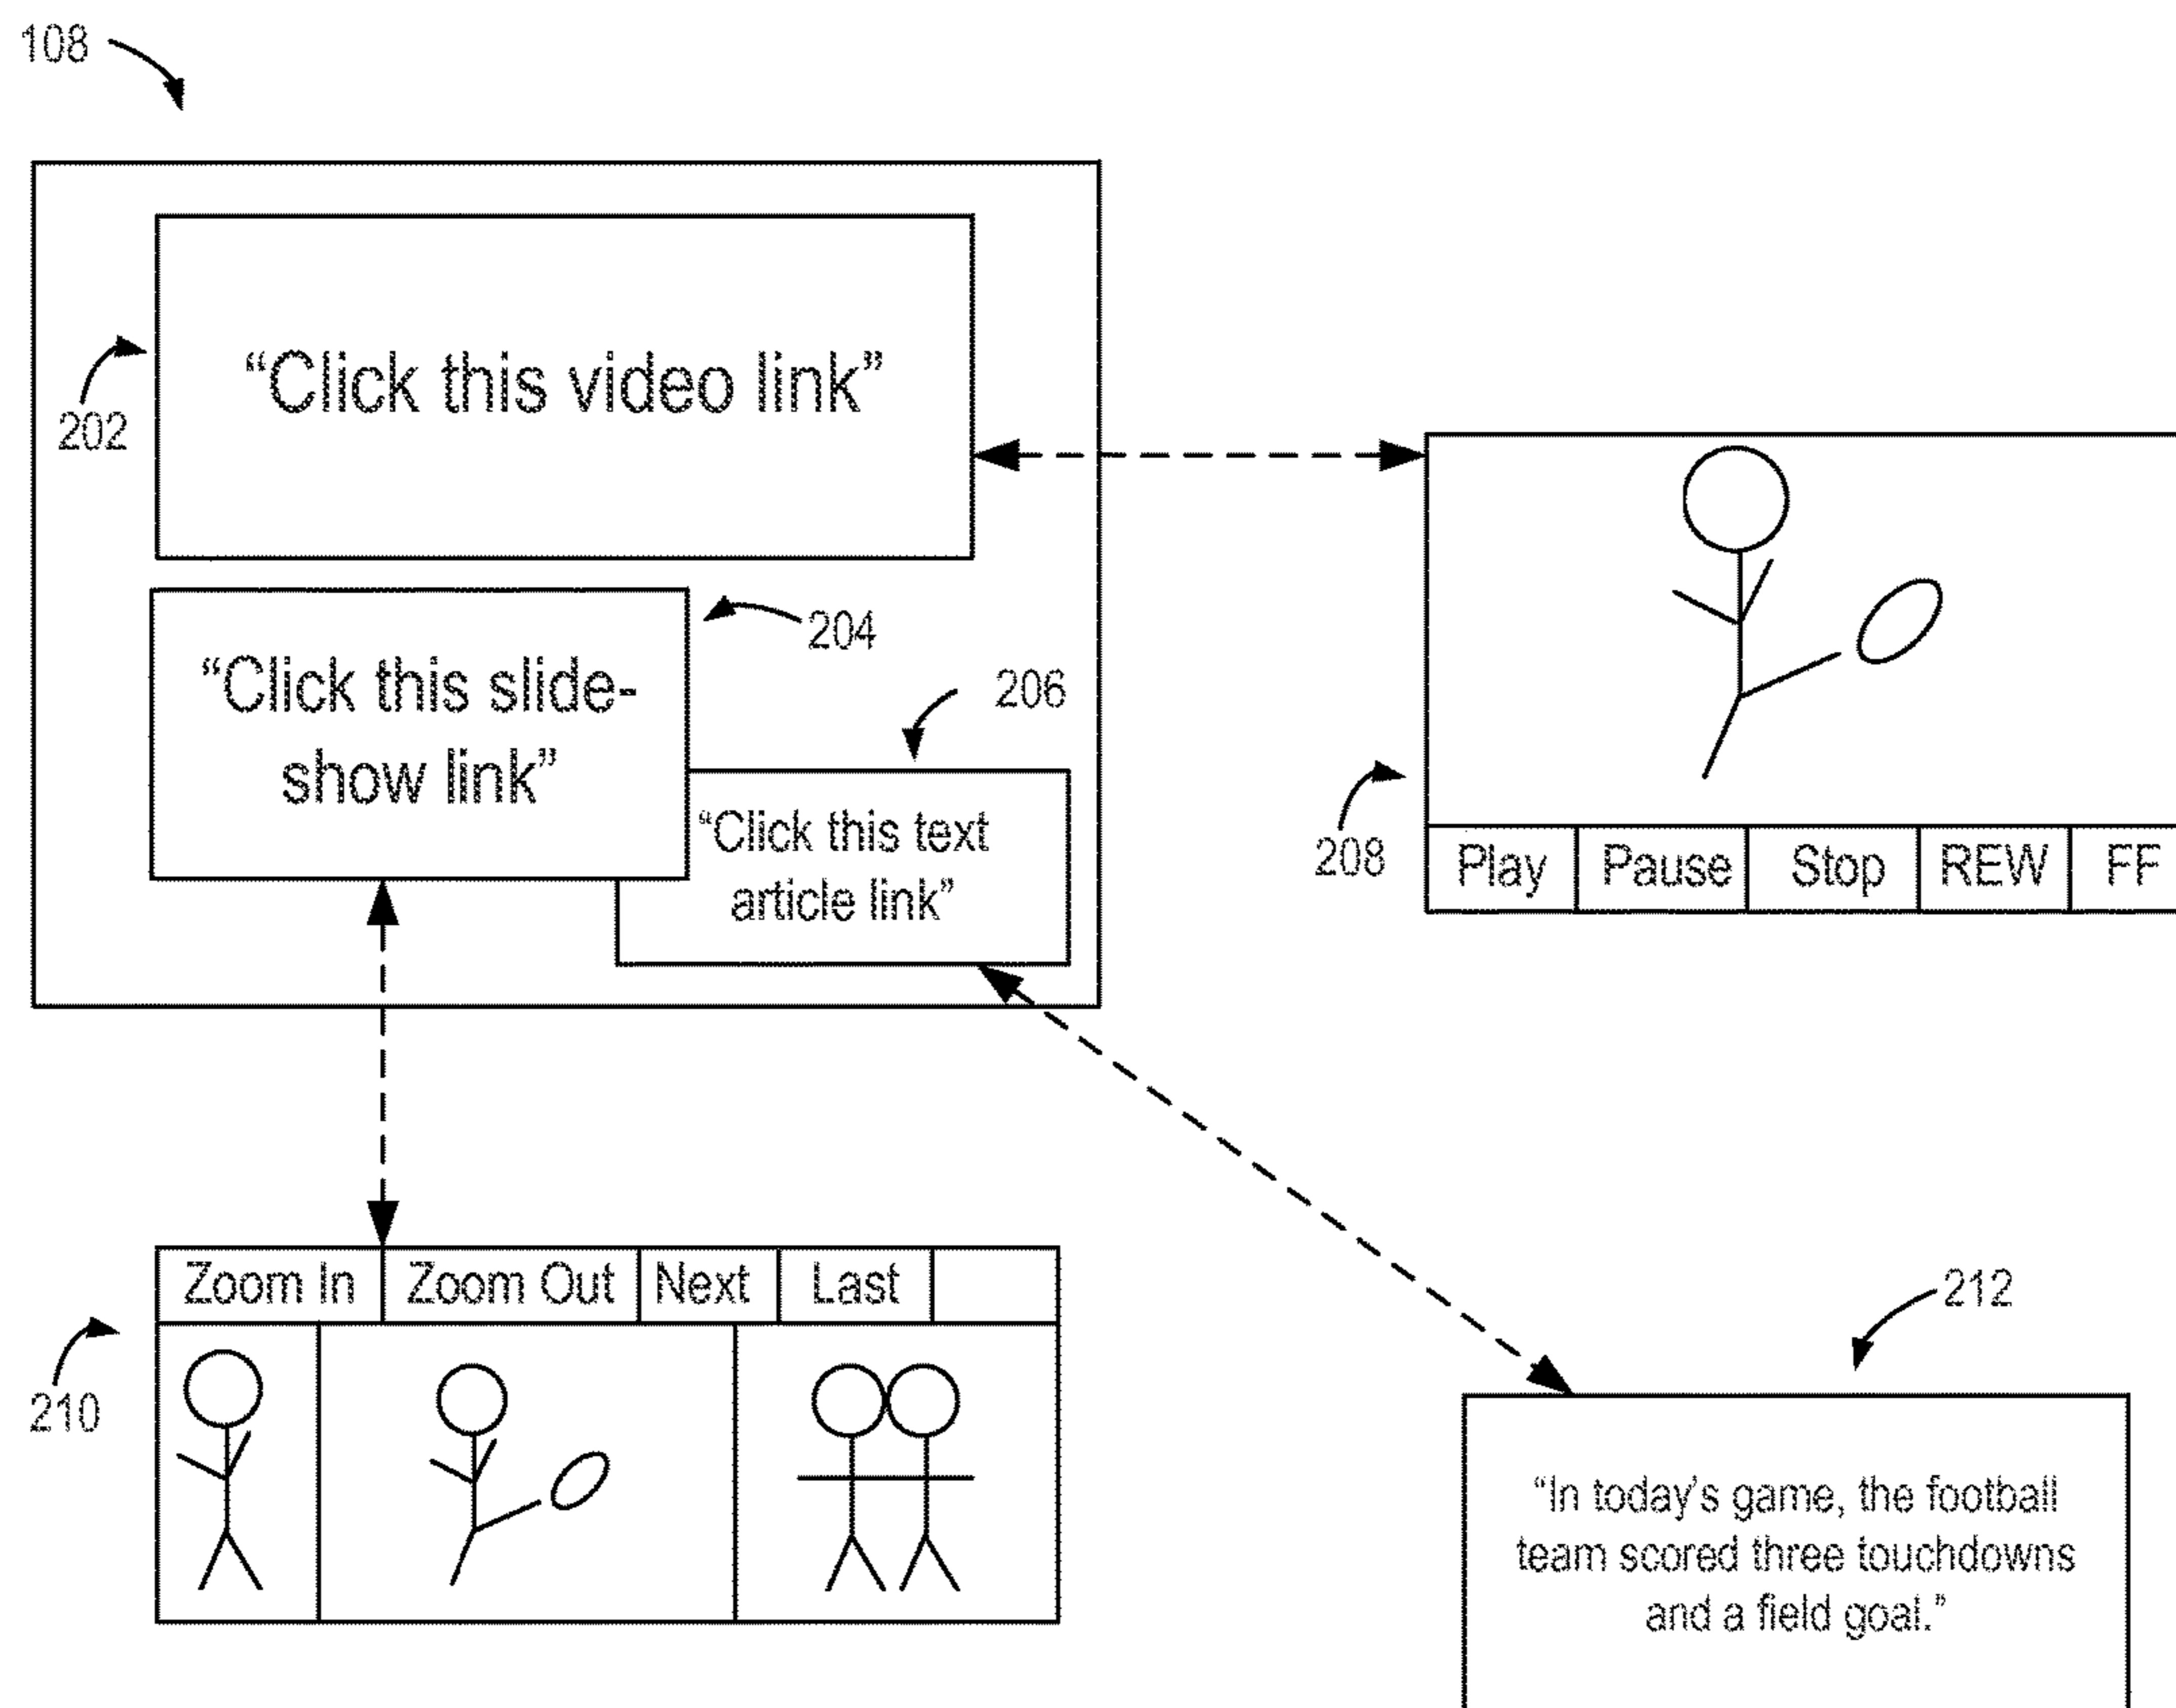 108
“Click this video link”
202
204
“Click this slide-
show link”
206
“Click this text
article link”
208
Play Pause Stop REW FF
Zoom In Zoom Out Next Last
210
212
“In today’s game, the football
team scored three touchdowns
and a field goal.”